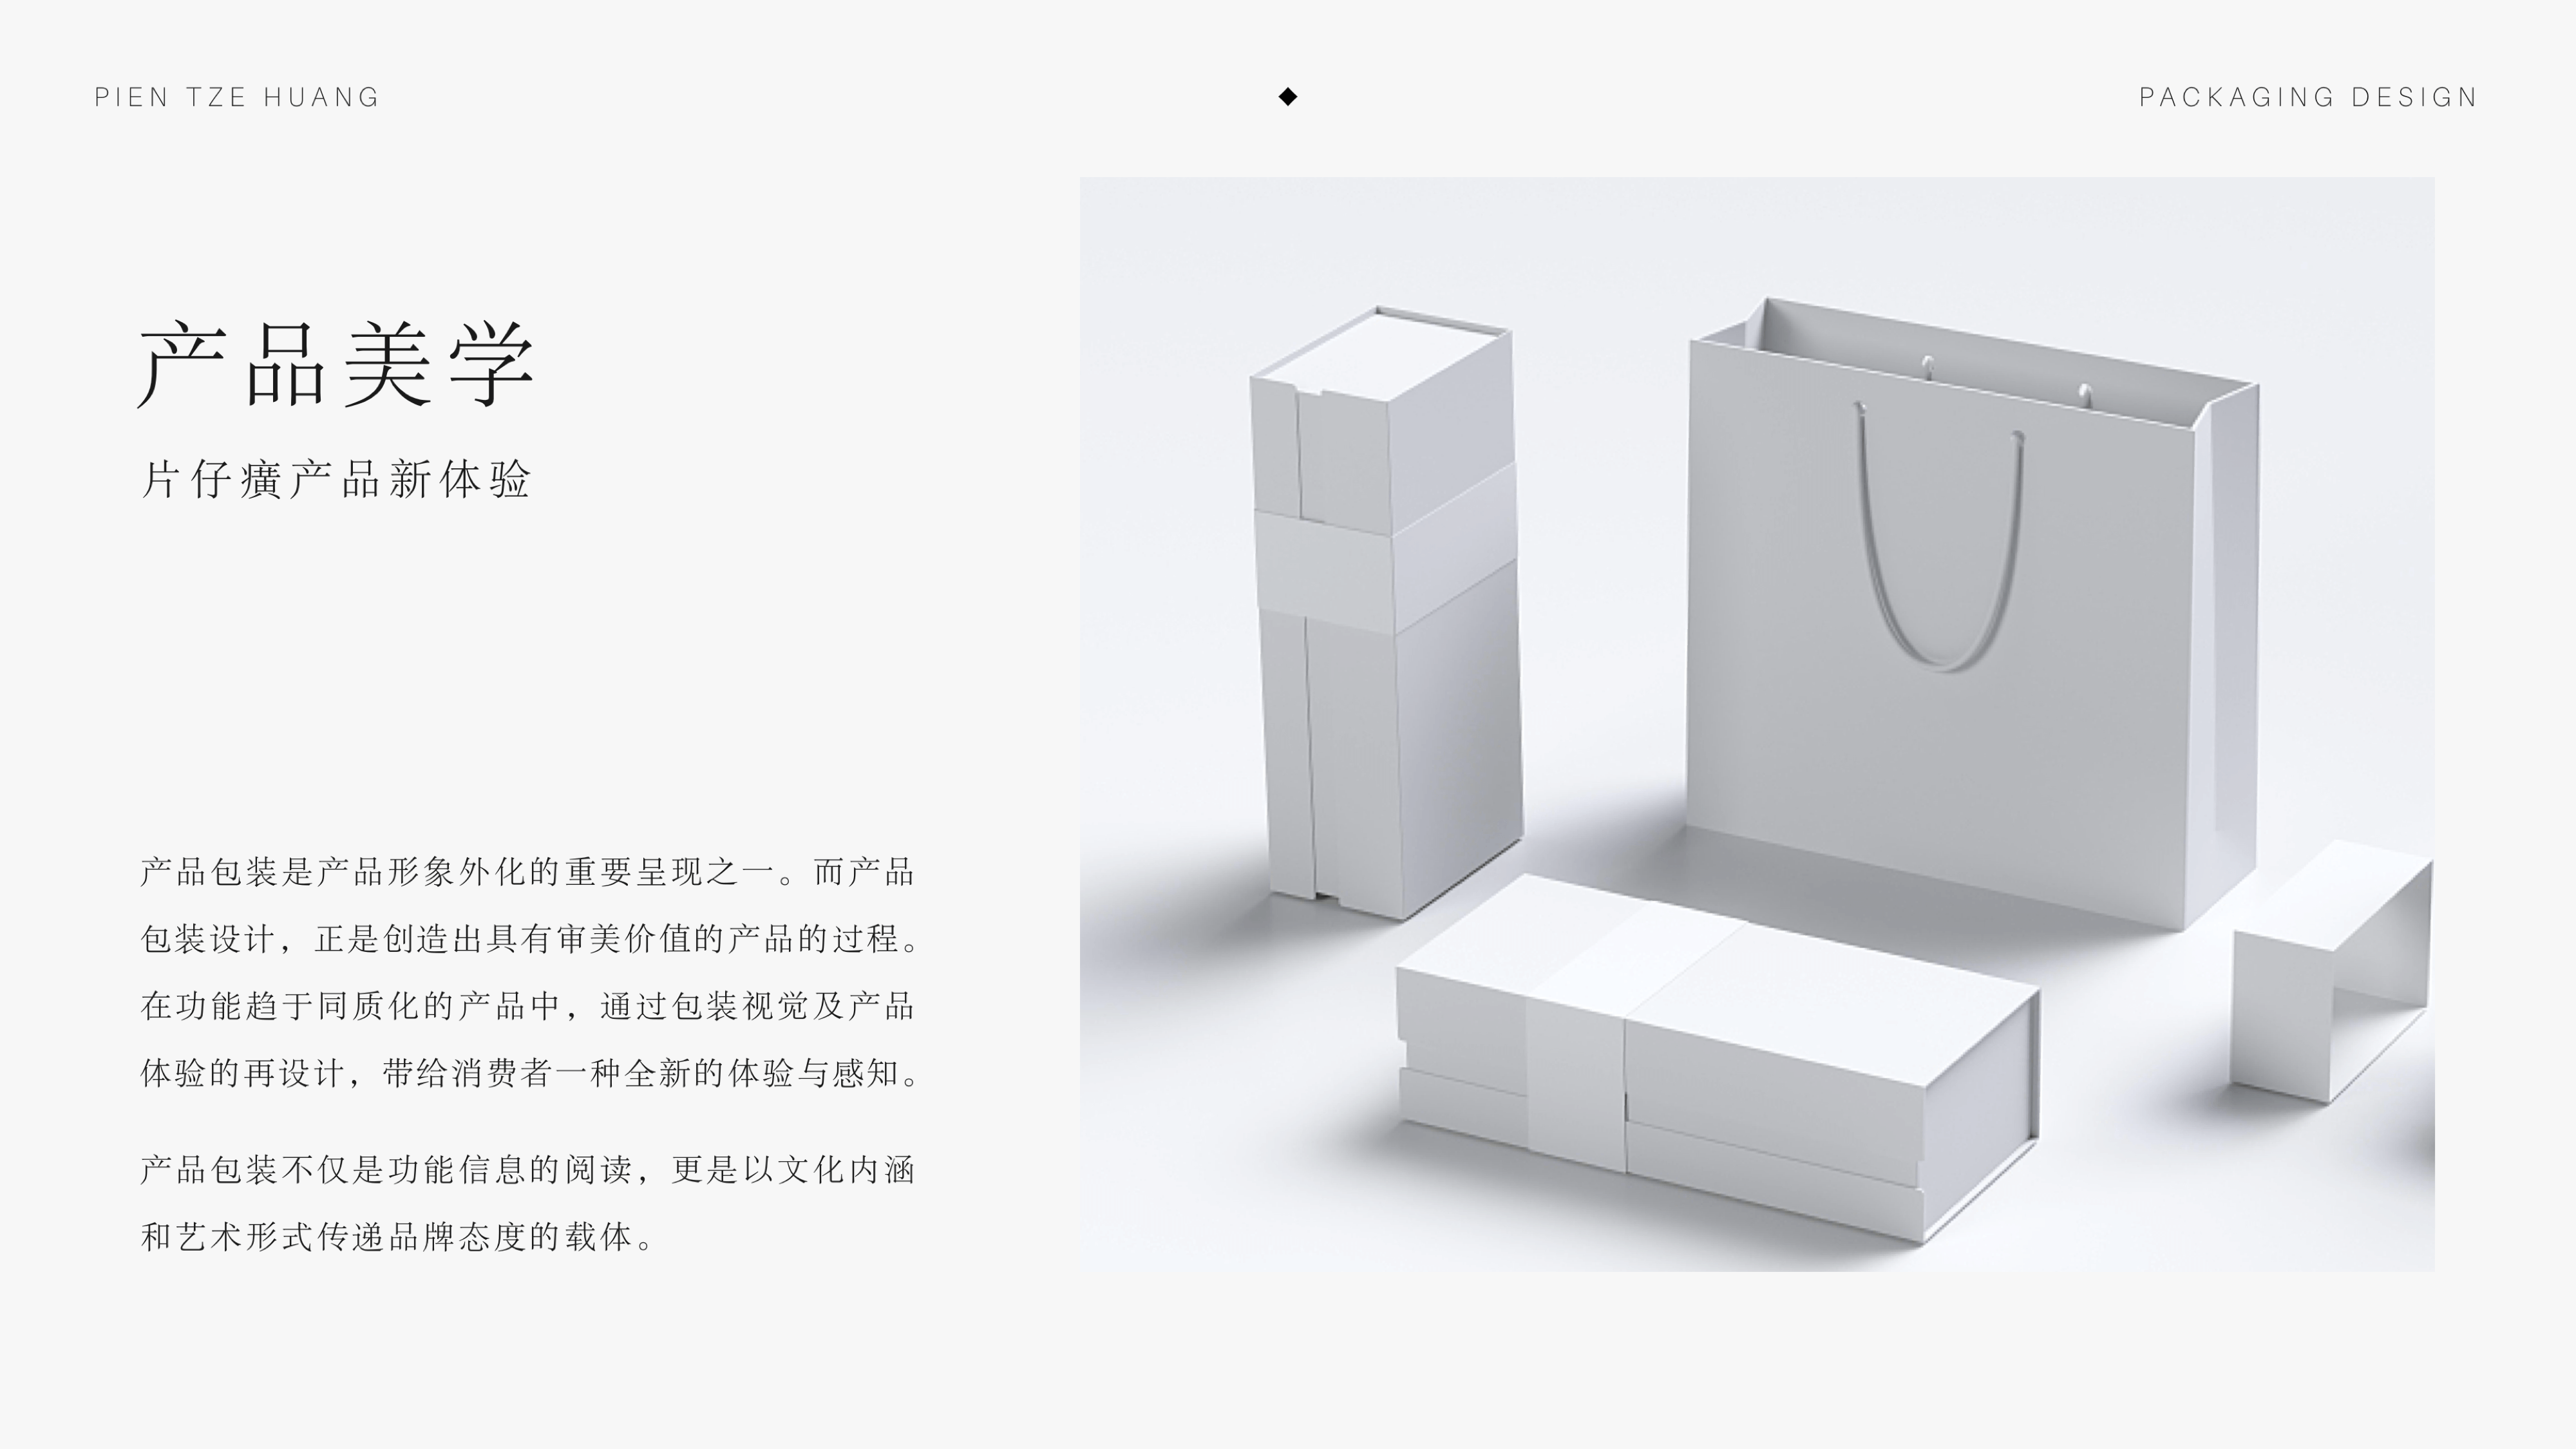 PIEN TZE HUANG
PACKAGING DESIGN
产品美学
片仔癀产品新体验
产品包装是产品形象外化的重要呈现之一。而产品
包装设计，正是创造出具有审美价值的产品的过程。
在功能趋于同质化的产品中，通过包装视觉及产品
体验的再设计，带给消费者一种全新的体验与感知。
产品包装不仅是功能信息的阅读，更是以文化内涵
和艺术形式传递品牌态度的载体。